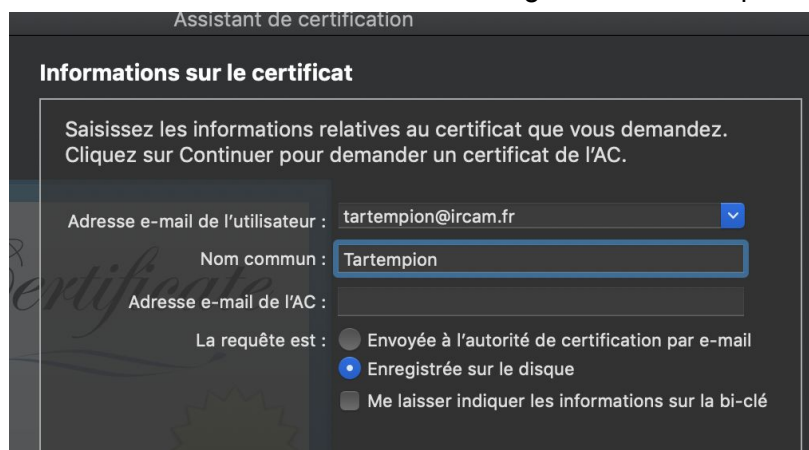 Assistant de certification
Informations sur le certificat
Saisissez les informations relatives au certificat que vous demandez.
Cliquez sur Continuer pour demander un certificat de l’AC.
Adresse e-mail de l’utilisateur : tartempion@ircam.fr
Nom commun : Tartempion
Adresse e-mail de l’AC :
La requête est : Envoyée à l’autorité de certification par e-mail
Enregistrée sur le disque
Me laisser indiquer les informations sur la bi-clé
Certificate